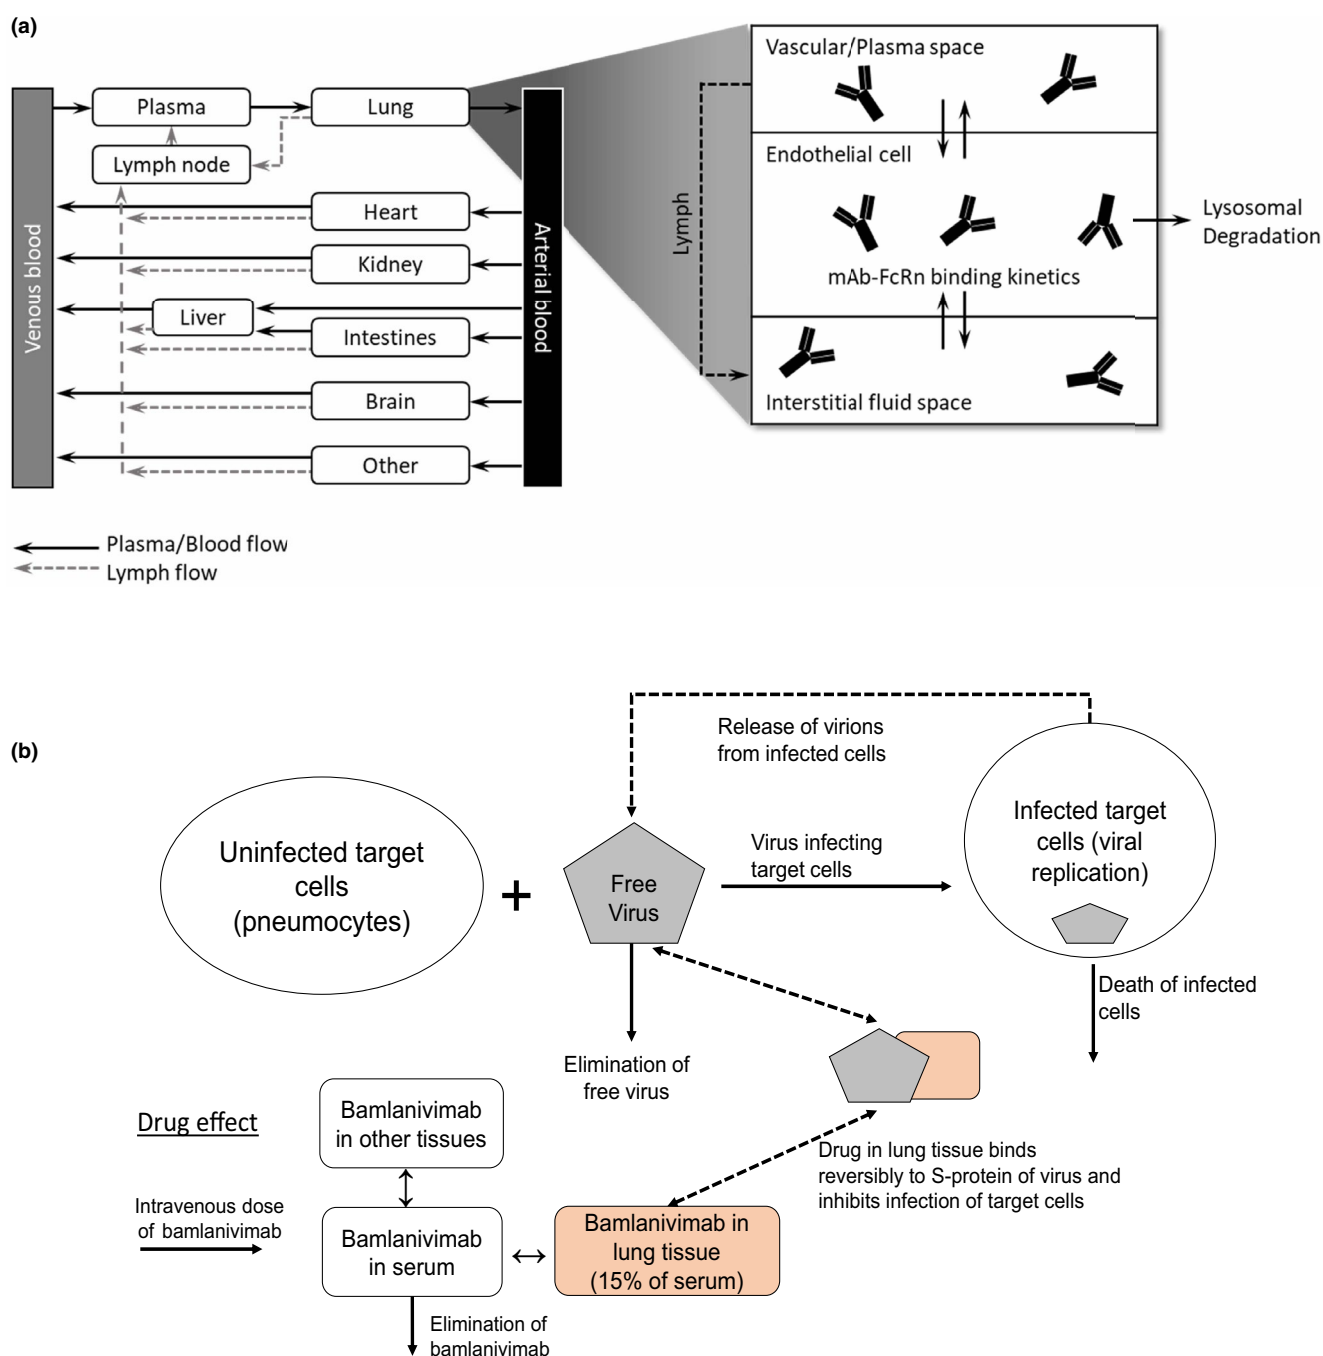 (a)
Plasma
Lung
Lymph node
Heart
Kidney
Liver
Intestines
Brain
Other
Venous blood
Arterial blood
Plasma/Blood flow
Lymph flow
Vascular/Plasma space
Endothelial cell
Lymph
mAb-FcRn binding kinetics
Lysosomal
Degradation
Interstitial fluid space
(b)
Release of virions
from infected cells
Uninfected target
cells
(pneumocytes)
+
Free
Virus
Virus infecting
target cells
Infected target
cells (viral
replication)
Death of infected
cells
Elimination of
free virus
Drug effect
Bamlanivimab
in other tissues
Intravenous dose
of bamlanivimab
Bamlanivimab
in serum
Bamlanivimab in
lung tissue
(15% of serum)
Drug in lung tissue binds
reversibly to S-protein of virus and
inhibits infection of target cells
Elimination of
bamlanivimab